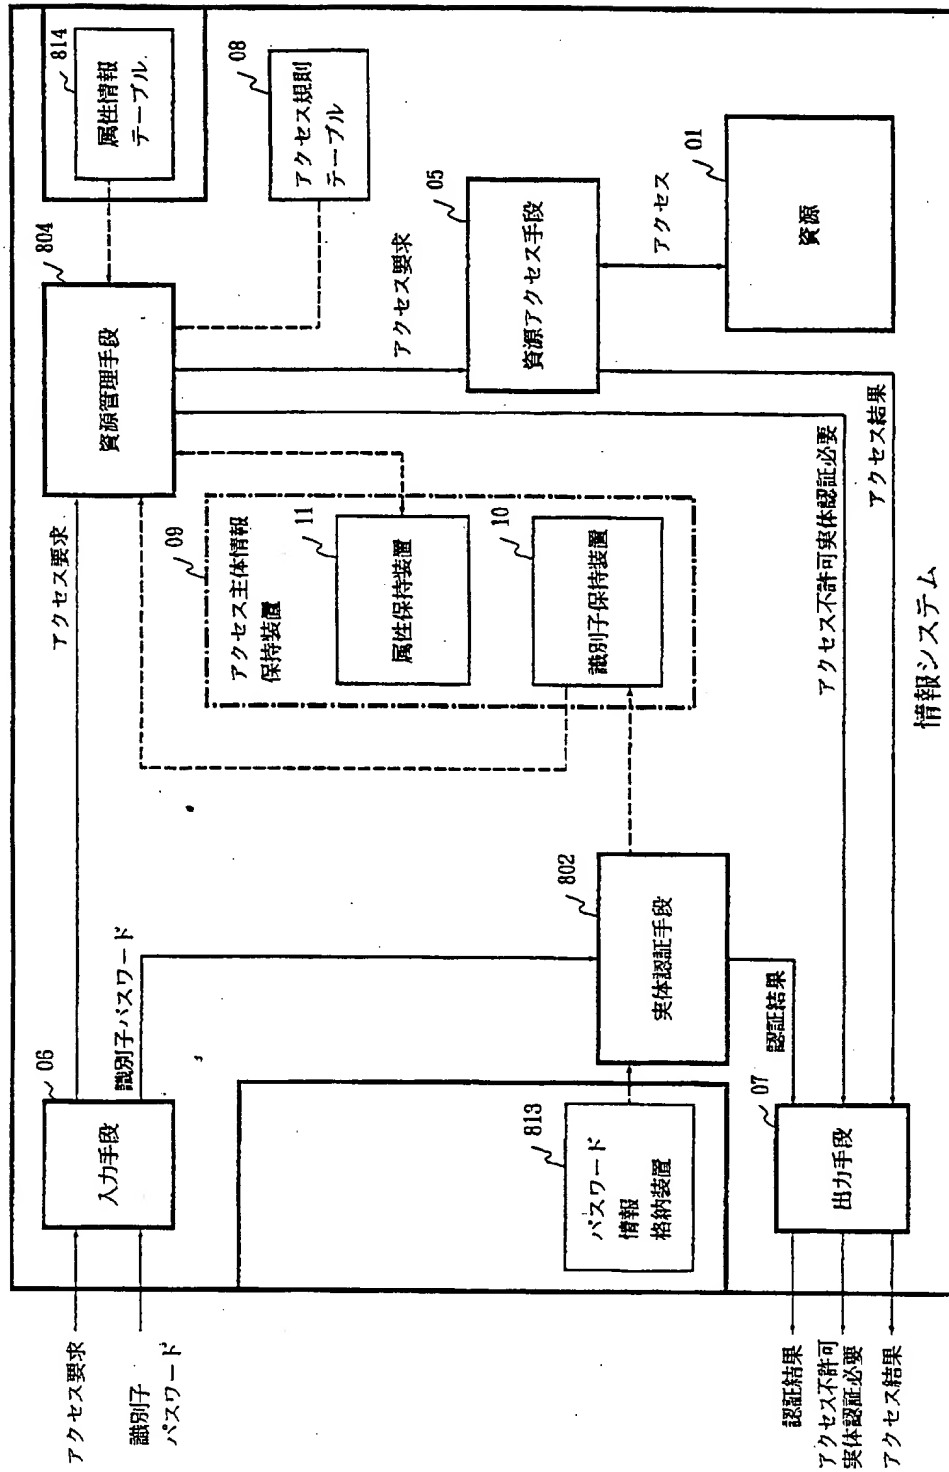 アクセス要求
識別子
パスワード
入力手段
06
アクセス要求
識別子パスワード
資源管理手段
804
属性情報
テーブル
814
アクセス規則
テーブル
08
アクセス主体情報
保持装置
09
属性保持装置
11
識別子保持装置
10
アクセス要求
資源アクセス手段
05
アクセス
資源
01
パスワード
情報
格納装置
813
実体認証手段
802
認証結果
アクセス不許可実体認証必要
アクセス結果
出力手段
07
認証結果
アクセス不許可
実体認証必要
アクセス結果
情報システム